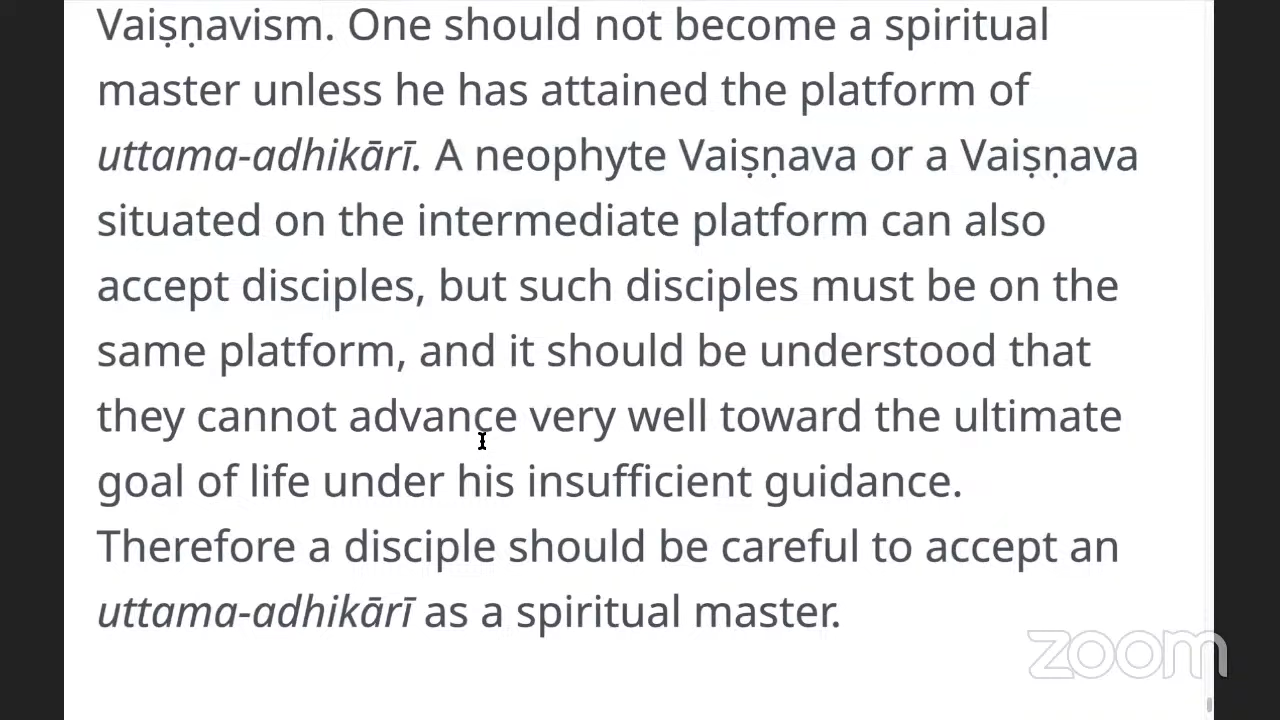 Vaiṣṇavism. One should not become a spiritual
master unless he has attained the platform of
uttama-adhikārī. A neophyte Vaiṣṇava or a Vaiṣṇava
situated on the intermediate platform can also
accept disciples, but such disciples must be on the
same platform, and it should be understood that
they cannot advance very well toward the ultimate
goal of life under his insufficient guidance.
Therefore a disciple should be careful to accept an
uttama-adhikārī as a spiritual master.
zoom